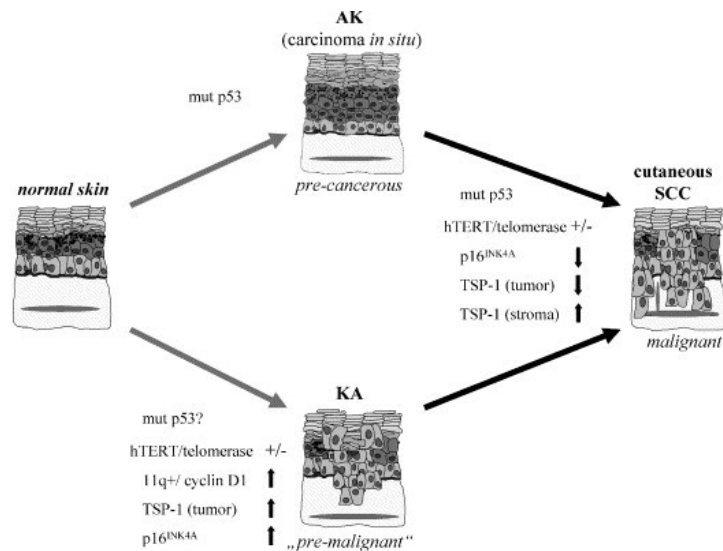 AK
(carcinoma in situ)
mut p53
normal skin
pre-cancerous
cutaneous
SCC
mut p53
hTERT/telomerase +/-
p16INK4A
TSP-1 (tumor)
TSP-1 (stroma)
malignant
KA
mut p53?
hTERT/telomerase +/-
11q+/ cyclin D1
TSP-1 (tumor)
p16INK4A
„pre-malignant“